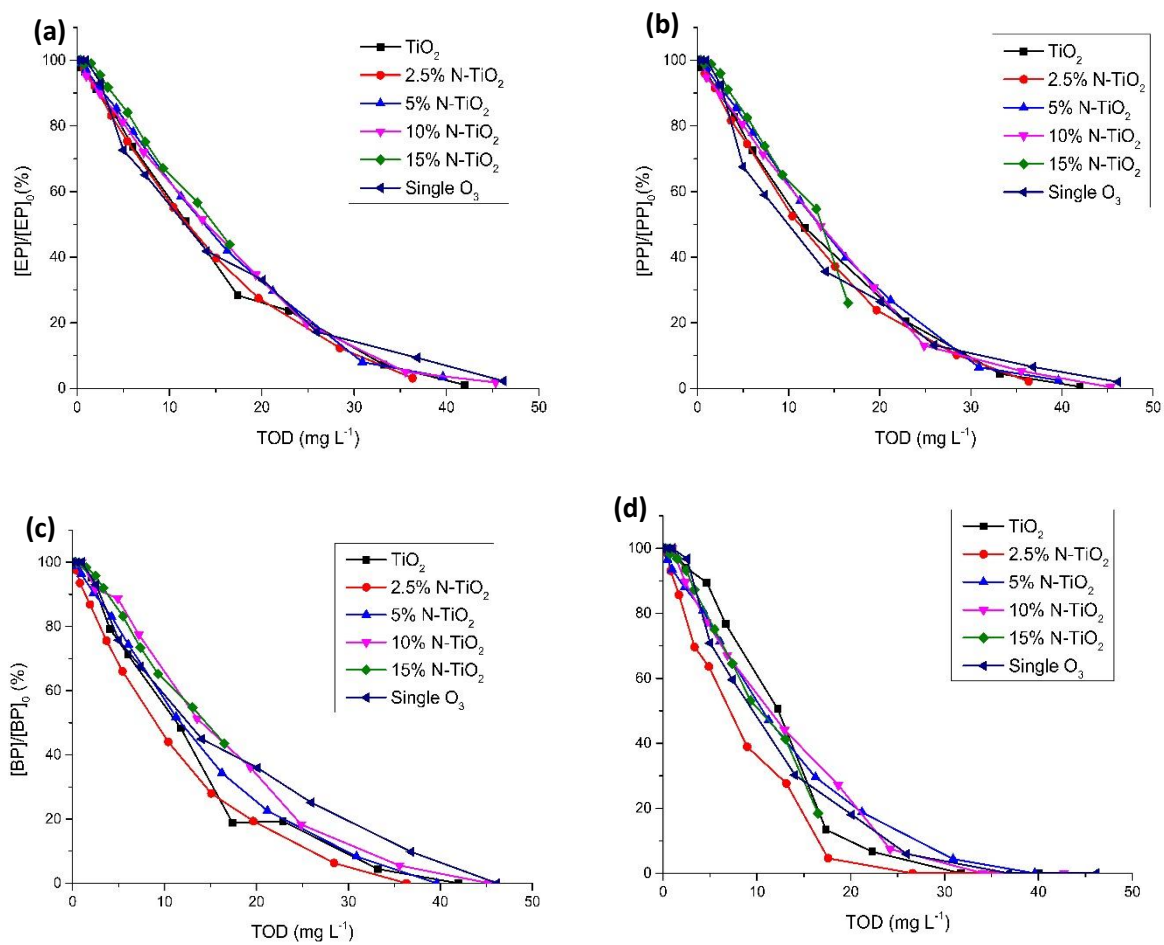 (a)
TiO₂
2.5% N-TiO₂
5% N-TiO₂
10% N-TiO₂
15% N-TiO₂
Single O₃
[EP]/[EP]₀(%)
100
80
60
40
20
0
0 10 20 30 40 50
TOD (mg L⁻¹)
(b)
TiO₂
2.5% N-TiO₂
5% N-TiO₂
10% N-TiO₂
15% N-TiO₂
Single O₃
[PP]/[PP]₀(%)
100
80
60
40
20
0
0 10 20 30 40 50
TOD (mg L⁻¹)
(c)
TiO₂
2.5% N-TiO₂
5% N-TiO₂
10% N-TiO₂
15% N-TiO₂
Single O₃
[BP]/[BP]₀ (%)
100
80
60
40
20
0
0 10 20 30 40 50
TOD (mg L⁻¹)
(d)
TiO₂
2.5% N-TiO₂
5% N-TiO₂
10% N-TiO₂
15% N-TiO₂
Single O₃
100
80
60
40
20
0
0 10 20 30 40 50
TOD (mg L⁻¹)